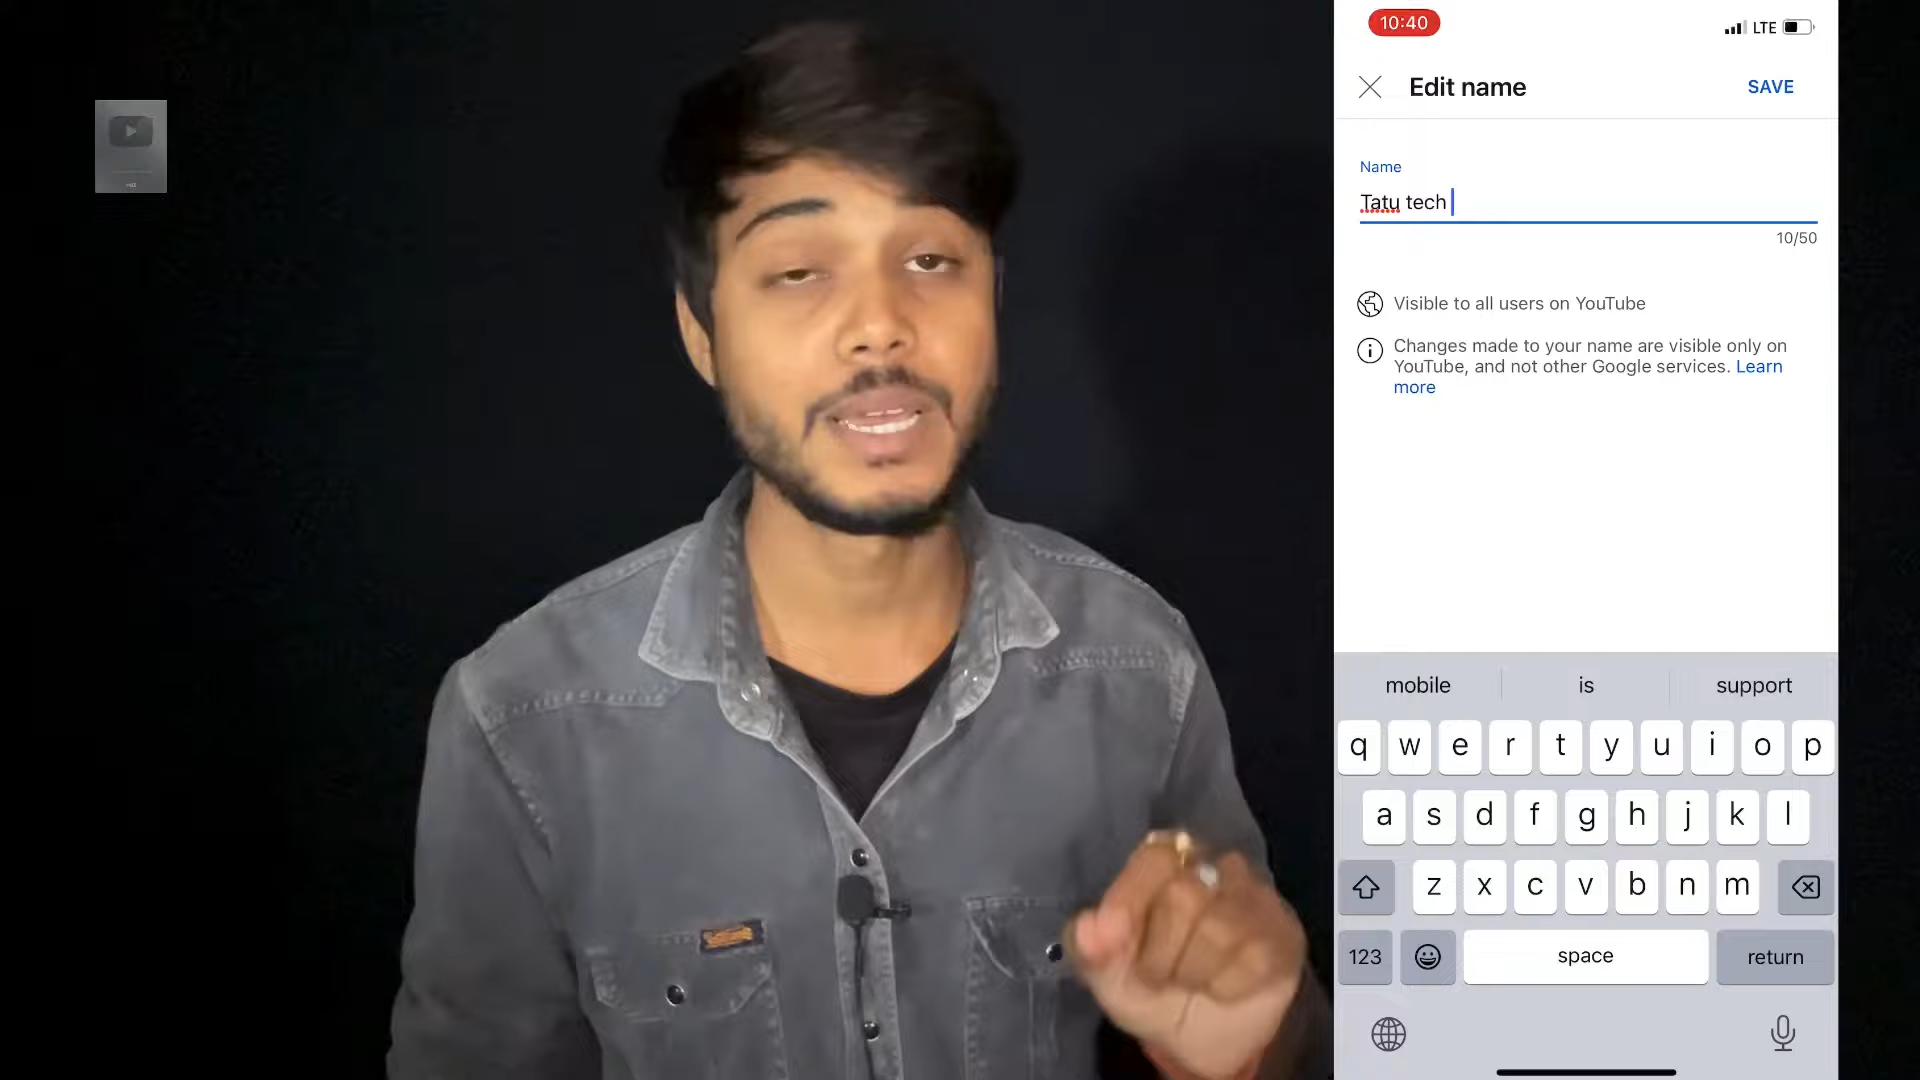 10:40
LTE
Edit name
SAVE
Name
Tatu tech
10/50
Visible to all users on YouTube
Changes made to your name are visible only on
YouTube, and not other Google services. Learn
more
mobile is support
q w e r t y u i o p
a s d f g h j k l
z x c v b n m
123 space return